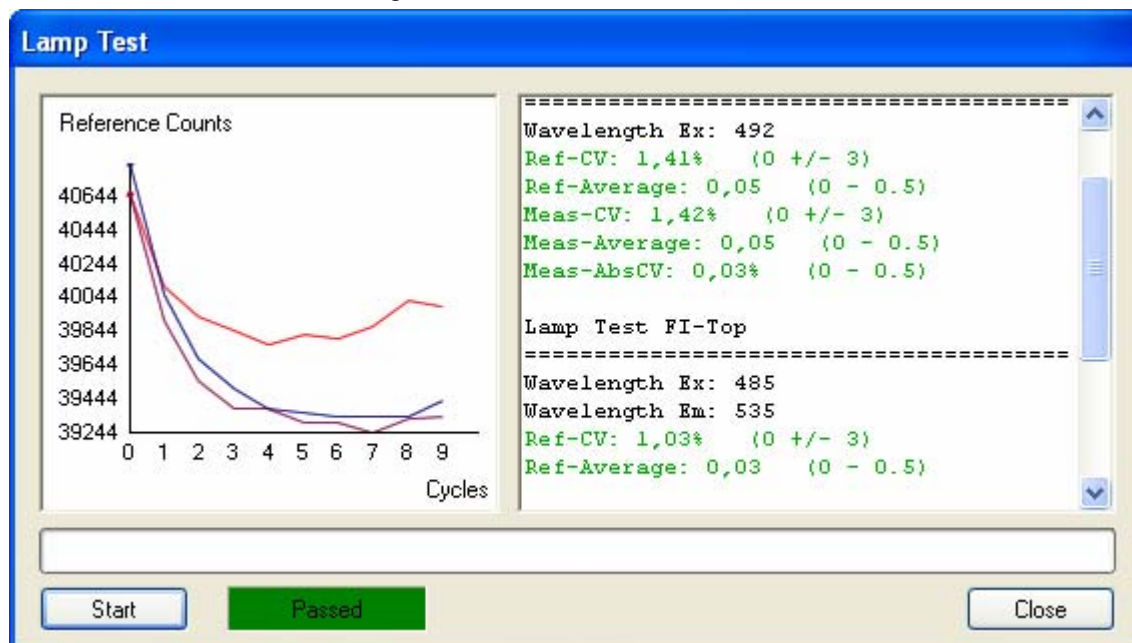 Lamp Test
Reference Counts
40644
40444
40244
40044
39844
39644
39444
39244
0 1 2 3 4 5 6 7 8 9
Cycles
=======================================
Wavelength Ex: 492
Ref-CV: 1,41% (0 +/- 3)
Ref-Average: 0,05 (0 - 0.5)
Meas-CV: 1,42% (0 +/- 3)
Meas-Average: 0,05 (0 - 0.5)
Meas-AbsCV: 0,03% (0 - 0.5)
Lamp Test FI-Top
=======================================
Wavelength Ex: 485
Wavelength Em: 535
Ref-CV: 1,03% (0 +/- 3)
Ref-Average: 0,03 (0 - 0.5)
Start
Passed
Close